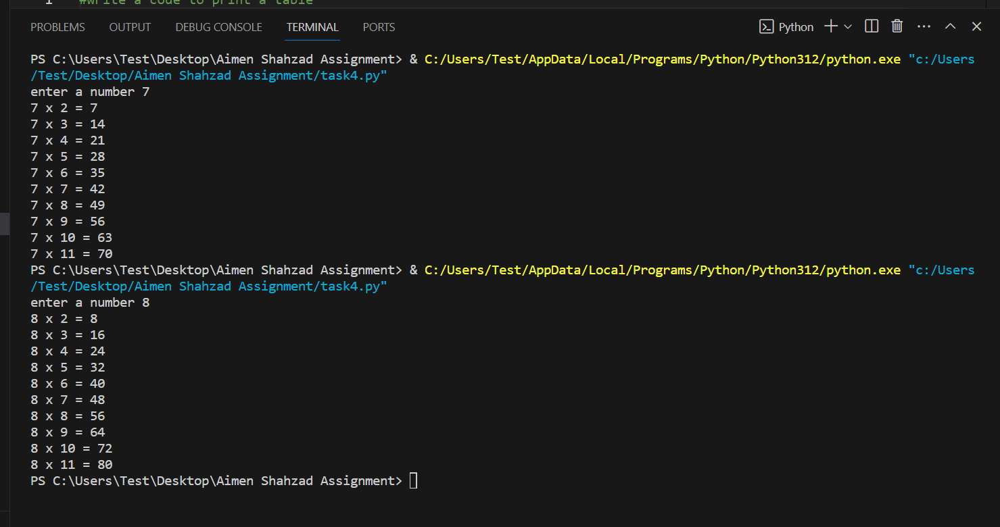 1 #write a code to print a table
PROBLEMS OUTPUT DEBUG CONSOLE TERMINAL PORTS Python
PS C:\Users\Test\Desktop\Aimen Shahzad Assignment> & C:/Users/Test/AppData/Local/Programs/Python/Python312/python.exe "c:/Users
/Test/Desktop/Aimen Shahzad Assignment/task4.py"
enter a number 7
7 x 2 = 7
7 x 3 = 14
7 x 4 = 21
7 x 5 = 28
7 x 6 = 35
7 x 7 = 42
7 x 8 = 49
7 x 9 = 56
7 x 10 = 63
7 x 11 = 70
PS C:\Users\Test\Desktop\Aimen Shahzad Assignment> & C:/Users/Test/AppData/Local/Programs/Python/Python312/python.exe "c:/Users
/Test/Desktop/Aimen Shahzad Assignment/task4.py"
enter a number 8
8 x 2 = 8
8 x 3 = 16
8 x 4 = 24
8 x 5 = 32
8 x 6 = 40
8 x 7 = 48
8 x 8 = 56
8 x 9 = 64
8 x 10 = 72
8 x 11 = 80
PS C:\Users\Test\Desktop\Aimen Shahzad Assignment>